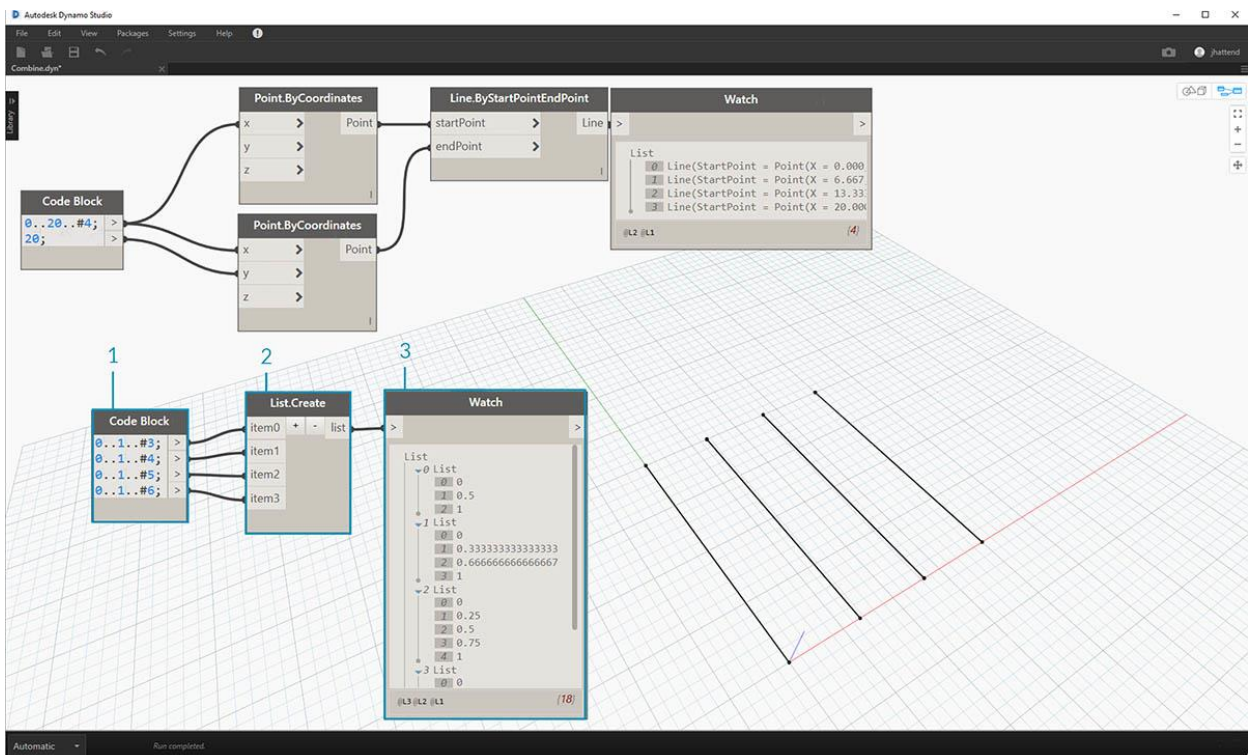 Autodesk Dynamo Studio
File Edit View Packages Settings Help
jhattend
Combine.dyn*
Library
Point.ByCoordinates
x > Point
y >
z >
Line.ByStartPointEndPoint
startPoint > Line
endPoint >
Watch
> >
List
0 Line(StartPoint = Point(X = 0.000
1 Line(StartPoint = Point(X = 6.667
2 Line(StartPoint = Point(X = 13.33
3 Line(StartPoint = Point(X = 20.00
@L2 @L1 {4}
Code Block
0..20..#4; >
20; >
Point.ByCoordinates
x > Point
y >
z >
1
2
3
Code Block
0..1..#3; >
0..1..#4; >
0..1..#5; >
0..1..#6; >
List.Create
item0 + - list
item1
item2
item3
Watch
> >
List
0 List
0 0
1 0.5
2 1
1 List
0 0
1 0.333333333333333
2 0.666666666666667
3 1
2 List
0 0
1 0.25
2 0.5
3 0.75
4 1
3 List
0 0
@L3 @L2 @L1 {18}
Automatic
Run completed.